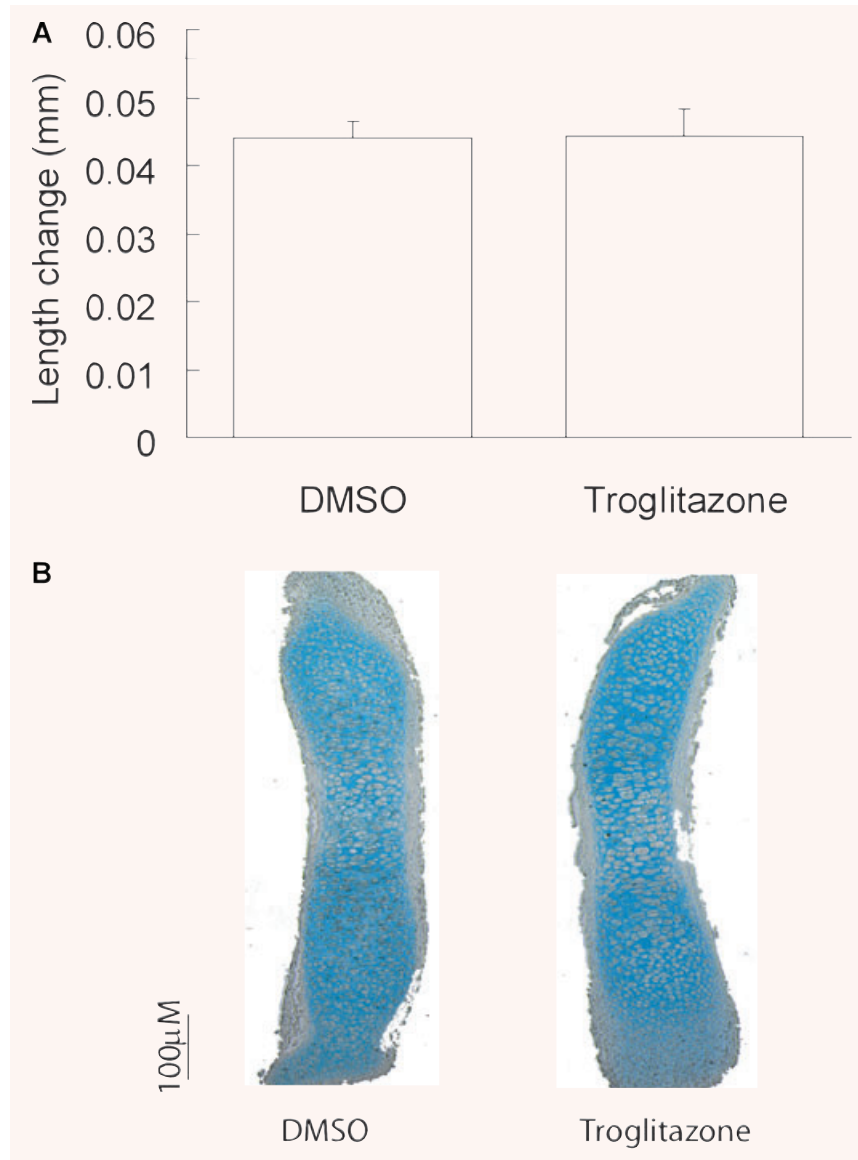 A
0.06
0.05
0.04
0.03
0.02
0.01
0
Length change (mm)
DMSO
Troglitazone
B
100μM
DMSO
Troglitazone